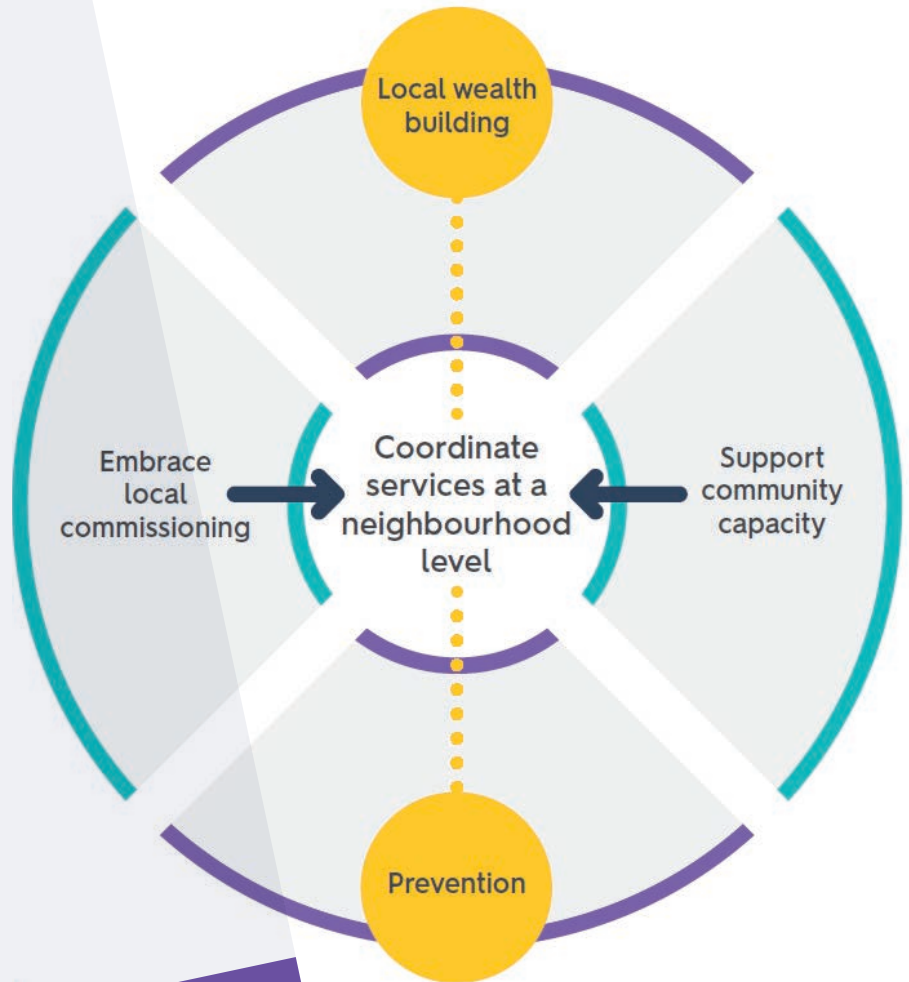 Local wealth
building
Embrace
local
commissioning
Coordinate
services at a
neighbourhood
level
Support
community
capacity
Prevention